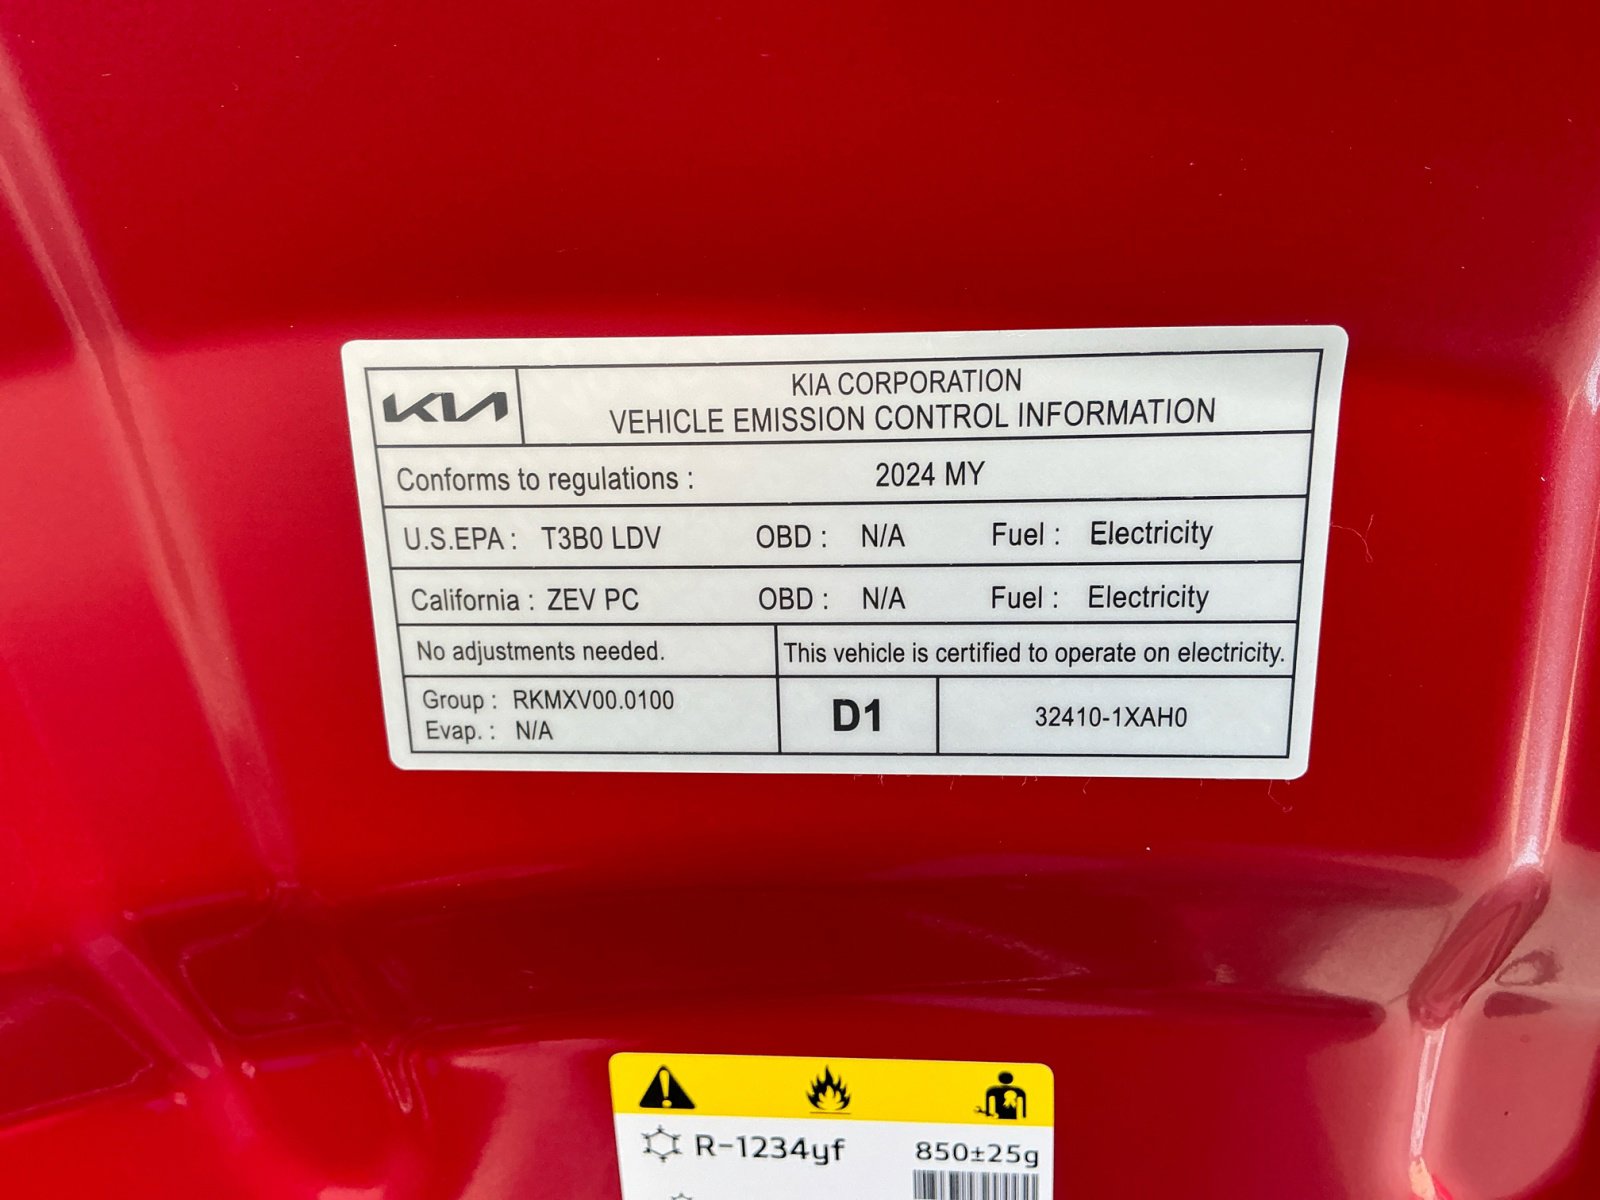 KIA
KIA CORPORATION
VEHICLE EMISSION CONTROL INFORMATION
Conforms to regulations : 2024 MY
U.S.EPA : T3B0 LDV OBD : N/A Fuel : Electricity
California : ZEV PC OBD : N/A Fuel : Electricity
No adjustments needed. This vehicle is certified to operate on electricity.
Group : RKMXV00.0100
Evap. : N/A
D1
32410-1XAH0
R-1234yf 850±25g